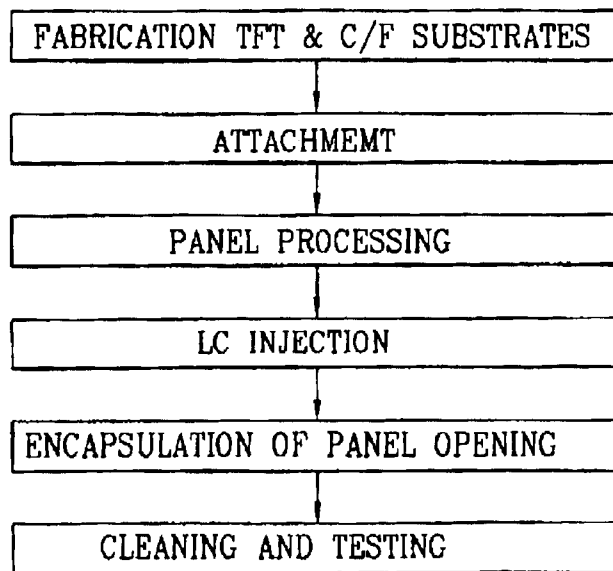 FABRICATION TFT & C/F SUBSTRATES
ATTACHMEMT
PANEL PROCESSING
LC INJECTION
ENCAPSULATION OF PANEL OPENING
CLEANING AND TESTING